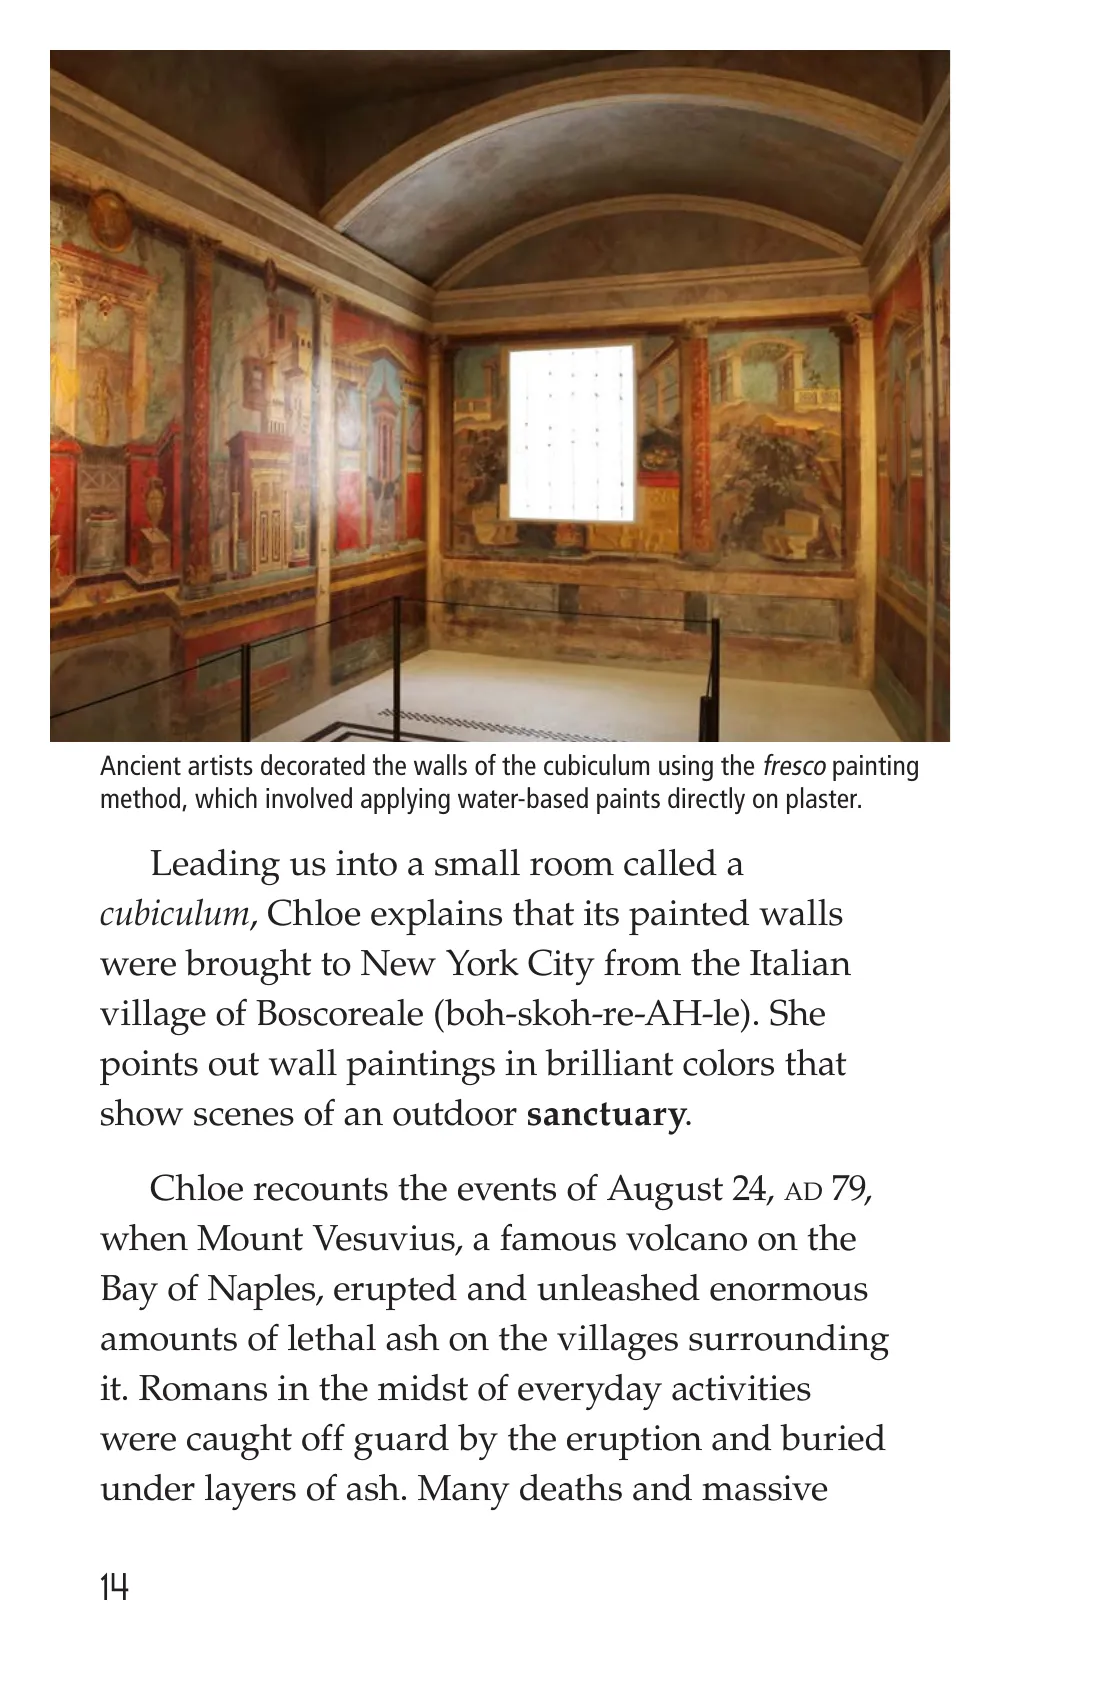 Ancient artists decorated the walls of the cubiculum using the fresco painting
method, which involved applying water-based paints directly on plaster.
Leading us into a small room called a
cubiculum, Chloe explains that its painted walls
were brought to New York City from the Italian
village of Boscoreale (boh-skoh-re-AH-le). She
points out wall paintings in brilliant colors that
show scenes of an outdoor sanctuary.
Chloe recounts the events of August 24, AD 79,
when Mount Vesuvius, a famous volcano on the
Bay of Naples, erupted and unleashed enormous
amounts of lethal ash on the villages surrounding
it. Romans in the midst of everyday activities
were caught off guard by the eruption and buried
under layers of ash. Many deaths and massive
14